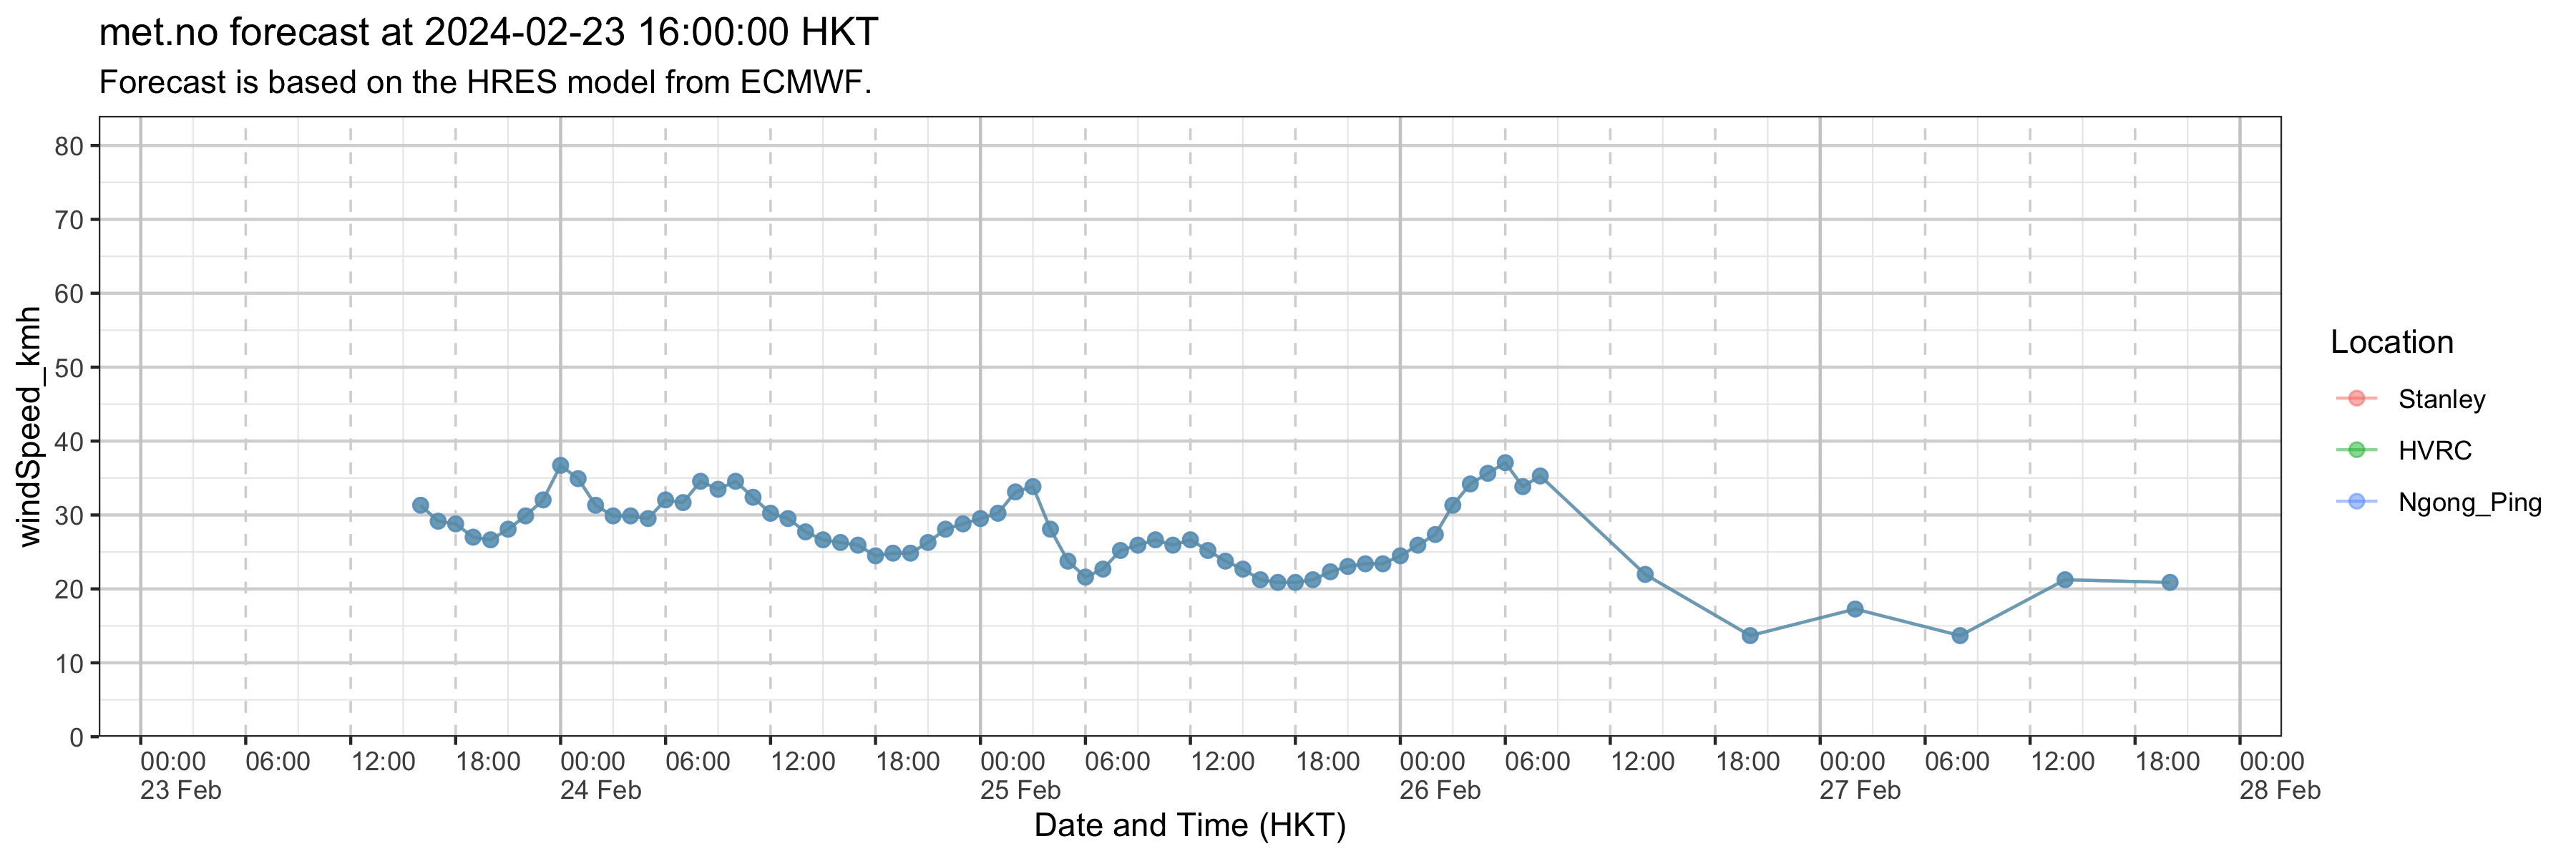 met.no forecast at 2024-02-23 16:00:00 HKT
Forecast is based on the HRES model from ECMWF.
windSpeed_kmh
80
70
60
50
40
30
20
10
0
00:00 06:00 12:00 18:00 00:00 06:00 12:00 18:00 00:00 06:00 12:00 18:00 00:00 06:00 12:00 18:00 00:00 06:00 12:00 18:00 00:00
23 Feb 24 Feb 25 Feb 26 Feb 27 Feb 28 Feb
Date and Time (HKT)
Location
Stanley
HVRC
Ngong_Ping